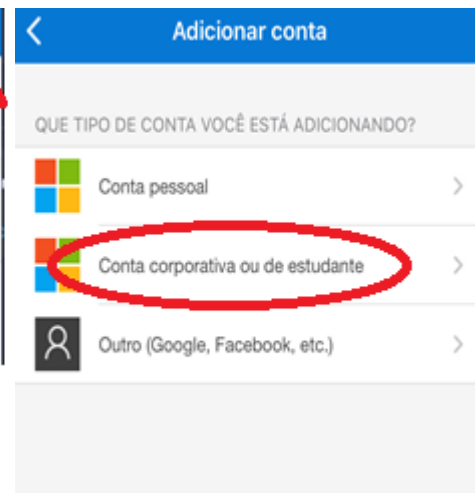 Adicionar conta
QUE TIPO DE CONTA VOCÊ ESTÁ ADICIONANDO?
Conta pessoal
Conta corporativa ou de estudante
Outro (Google, Facebook, etc.)